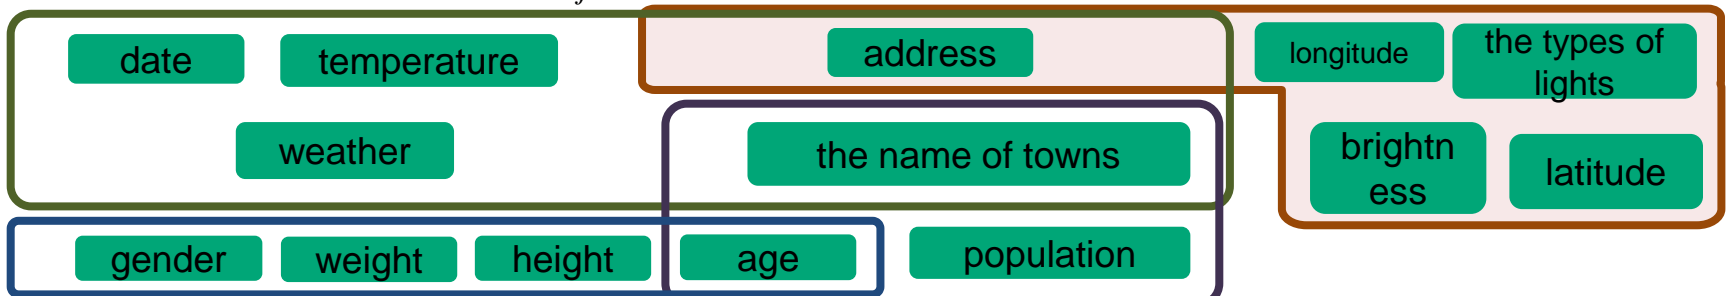 date
temperature
address
longitude
the types of
lights
weather
the name of towns
brightn
ess
latitude
gender
weight
height
age
population